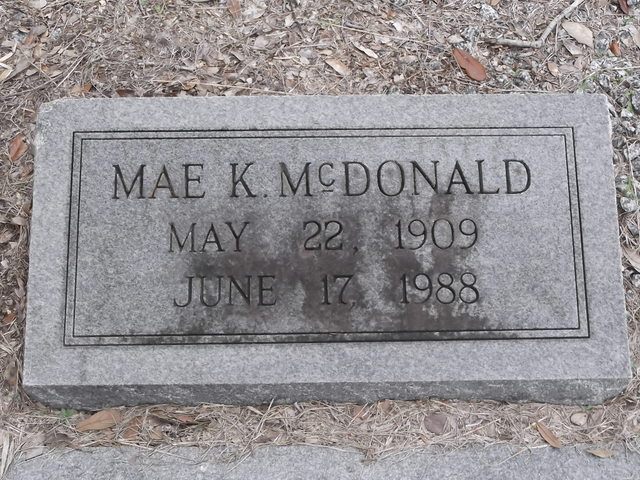 MAE K. McDONALD
MAY 22, 1909
JUNE 17, 1988